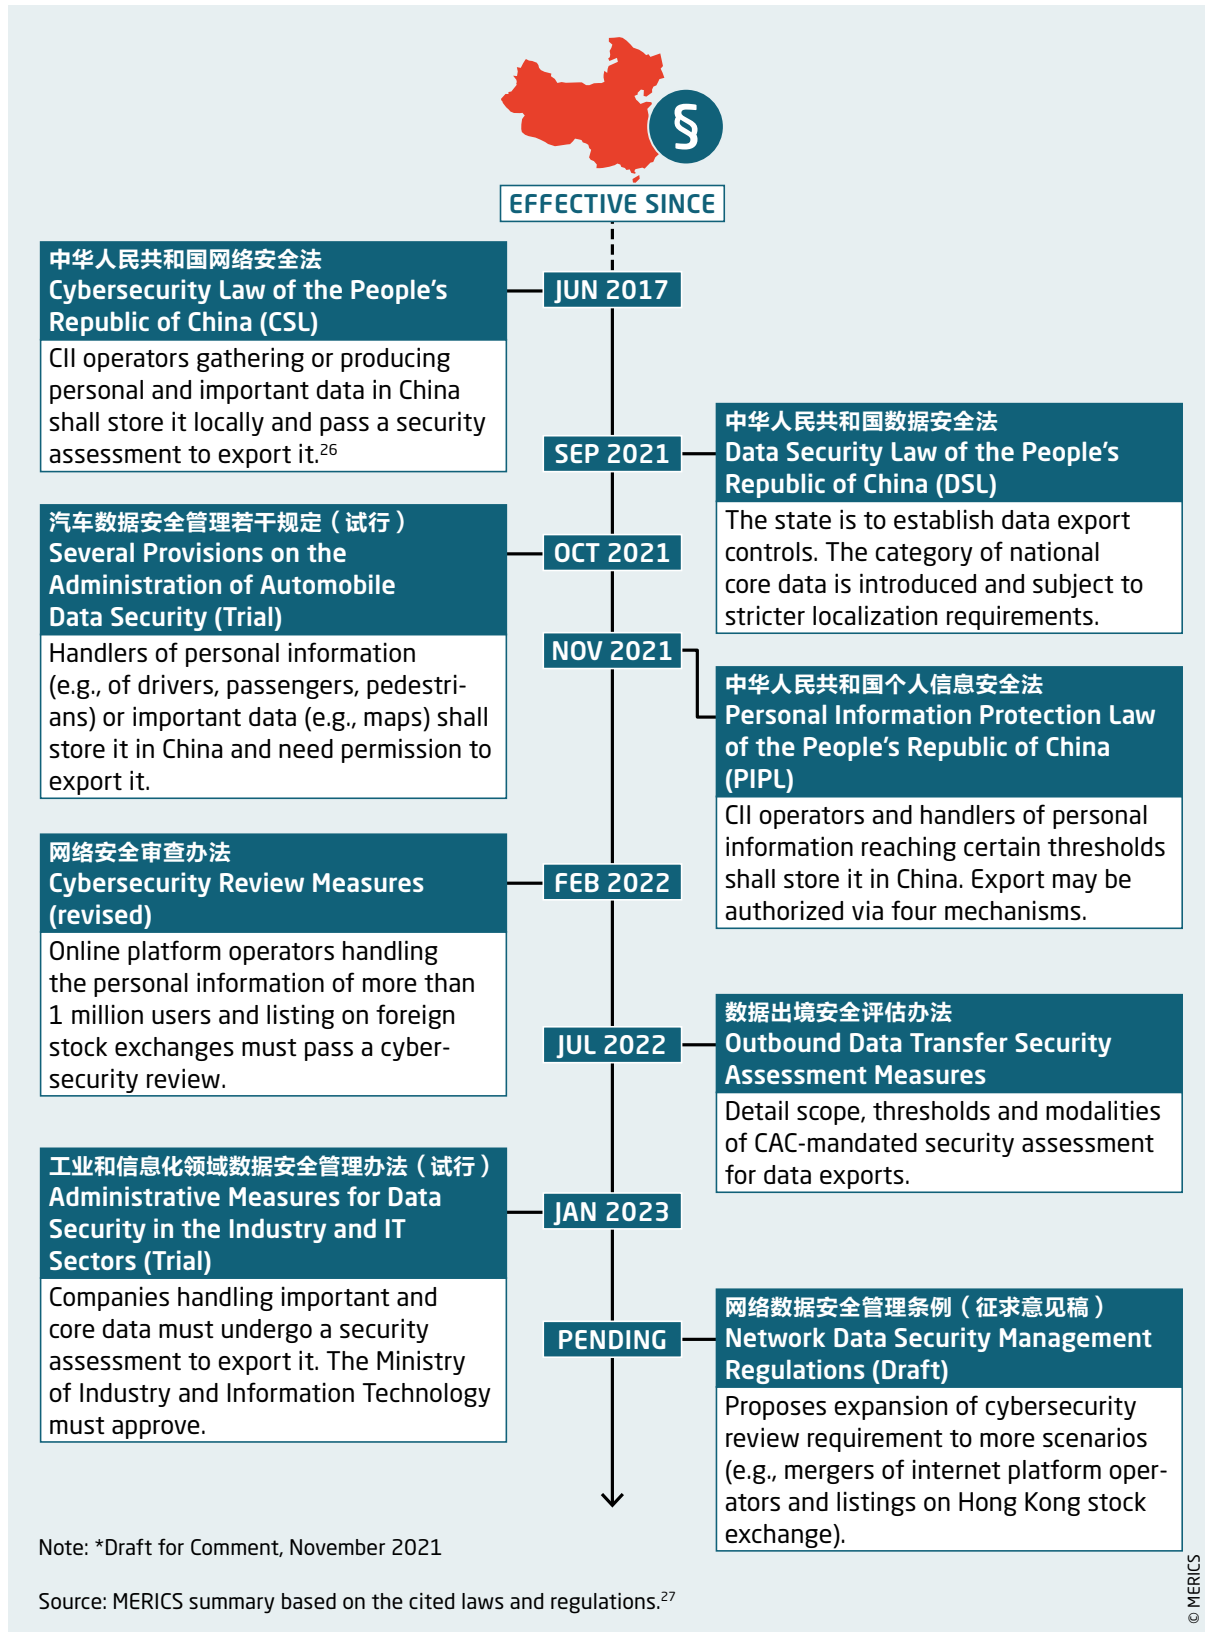 §
EFFECTIVE SINCE
JUN 2017
中华人民共和国网络安全法
Cybersecurity Law of the People's
Republic of China (CSL)
CII operators gathering or producing
personal and important data in China
shall store it locally and pass a security
assessment to export it.26
SEP 2021
中华人民共和国数据安全法
Data Security Law of the People's
Republic of China (DSL)
The state is to establish data export
controls. The category of national
core data is introduced and subject to
stricter localization requirements.
OCT 2021
汽车数据安全管理若干规定（试行）
Several Provisions on the
Administration of Automobile
Data Security (Trial)
Handlers of personal information
(e.g., of drivers, passengers, pedestri-
ans) or important data (e.g., maps) shall
store it in China and need permission to
export it.
NOV 2021
中华人民共和国个人信息安全法
Personal Information Protection Law
of the People's Republic of China
(PIPL)
CII operators and handlers of personal
information reaching certain thresholds
shall store it in China. Export may be
authorized via four mechanisms.
FEB 2022
网络安全审查办法
Cybersecurity Review Measures
(revised)
Online platform operators handling
the personal information of more than
1 million users and listing on foreign
stock exchanges must pass a cyber-
security review.
JUL 2022
数据出境安全评估办法
Outbound Data Transfer Security
Assessment Measures
Detail scope, thresholds and modalities
of CAC-mandated security assessment
for data exports.
JAN 2023
工业和信息化领域数据安全管理办法（试行）
Administrative Measures for Data
Security in the Industry and IT
Sectors (Trial)
Companies handling important and
core data must undergo a security
assessment to export it. The Ministry
of Industry and Information Technology
must approve.
PENDING
网络数据安全管理条例（征求意见稿）
Network Data Security Management
Regulations (Draft)
Proposes expansion of cybersecurity
review requirement to more scenarios
(e.g., mergers of internet platform oper-
ators and listings on Hong Kong stock
exchange).
Note: *Draft for Comment, November 2021
Source: MERICS summary based on the cited laws and regulations.27
© MERICS